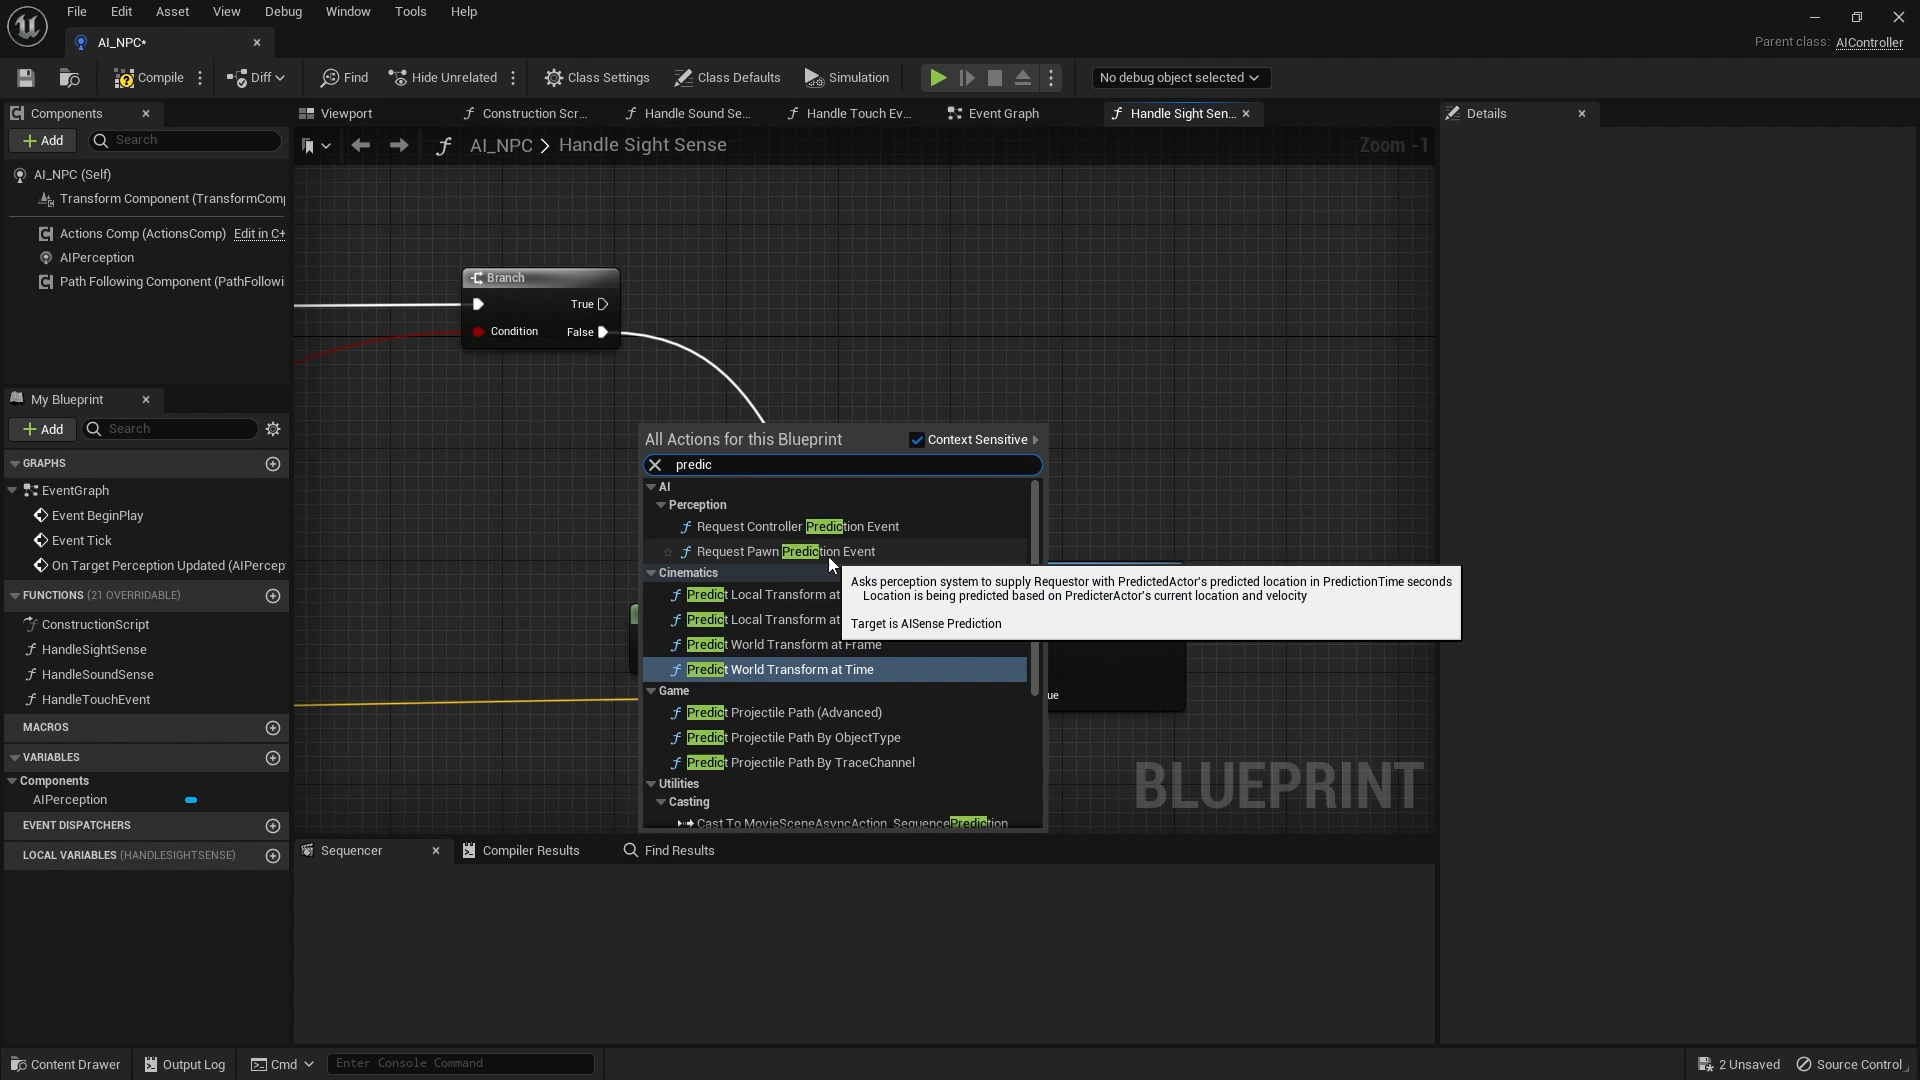 File Edit Asset View Debug Window Tools Help
AI_NPC*
Parent class: AIController
Compile Diff Find Hide Unrelated Class Settings Class Defaults Simulation No debug object selected
Components
Add Search
AI_NPC (Self)
Transform Component (TransformComp
Actions Comp (ActionsComp) Edit in C+
AIPerception
Path Following Component (PathFollowi
My Blueprint
Add Search
GRAPHS
EventGraph
Event BeginPlay
Event Tick
On Target Perception Updated (AIPercep
FUNCTIONS (21 OVERRIDABLE)
ConstructionScript
HandleSightSense
HandleSoundSense
HandleTouchEvent
MACROS
VARIABLES
Components
AIPerception
EVENT DISPATCHERS
LOCAL VARIABLES (HANDLESIGHTSENSE)
Viewport Construction Scr... Handle Sound Se... Handle Touch Ev... Event Graph Handle Sight Sen...
AI_NPC > Handle Sight Sense
Zoom -1
Branch
True
Condition False
All Actions for this Blueprint Context Sensitive
predic
AI
Perception
Request Controller Prediction Event
Request Pawn Prediction Event
Cinematics
Predict Local Transform at
Predict Local Transform at
Predict World Transform at Frame
Predict World Transform at Time
Game
Predict Projectile Path (Advanced)
Predict Projectile Path By ObjectType
Predict Projectile Path By TraceChannel
Utilities
Casting
Cast To MovieSceneAsyncAction_SequencePrediction
Asks perception system to supply Requestor with PredictedActor's predicted location in PredictionTime seconds
Location is being predicted based on PredicterActor's current location and velocity
Target is AISense Prediction
ue
BLUEPRINT
Sequencer Compiler Results Find Results
Details
Content Drawer Output Log Cmd Enter Console Command
2 Unsaved Source Control